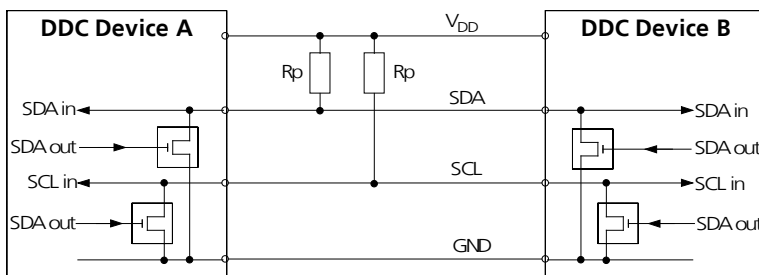 DDC Device A
V_DD
DDC Device B
Rp
Rp
SDA in
SDA
SDA in
SDA out
SDA out
SCL in
SCL
SCL in
SDA out
SDA out
GND